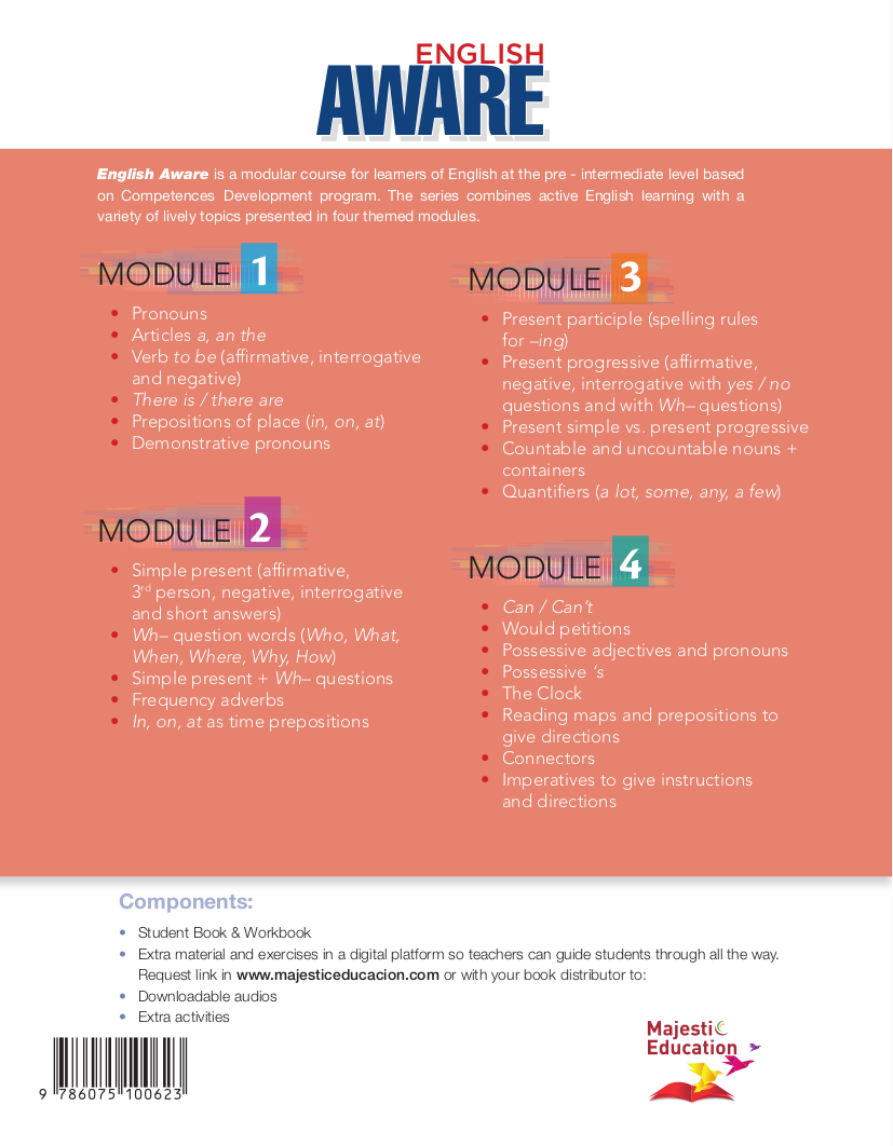 ENGLISH
AWARE
English Aware is a modular course for learners of English at the pre - intermediate level based
on Competences Development program. The series combines active English learning with a
variety of lively topics presented in four themed modules.
MODULE 1
• Pronouns
• Articles a, an the
• Verb to be (affirmative, interrogative
and negative)
• There is / there are
• Prepositions of place (in, on, at)
• Demonstrative pronouns
MODULE 2
• Simple present (affirmative,
3rd person, negative, interrogative
and short answers)
• Wh– question words (Who, What,
When, Where, Why, How)
• Simple present + Wh– questions
• Frequency adverbs
• In, on, at as time prepositions
MODULE 3
• Present participle (spelling rules
for –ing)
• Present progressive (affirmative,
negative, interrogative with yes / no
questions and with Wh– questions)
• Present simple vs. present progressive
• Countable and uncountable nouns +
containers
• Quantifiers (a lot, some, any, a few)
MODULE 4
• Can / Can't
• Would petitions
• Possessive adjectives and pronouns
• Possessive ‘s
• The Clock
• Reading maps and prepositions to
give directions
• Connectors
• Imperatives to give instructions
and directions
Components:
• Student Book & Workbook
• Extra material and exercises in a digital platform so teachers can guide students through all the way.
Request link in www.majesticeducacion.com or with your book distributor to:
• Downloadable audios
• Extra activities
9 786075 100623
Majestic
Education